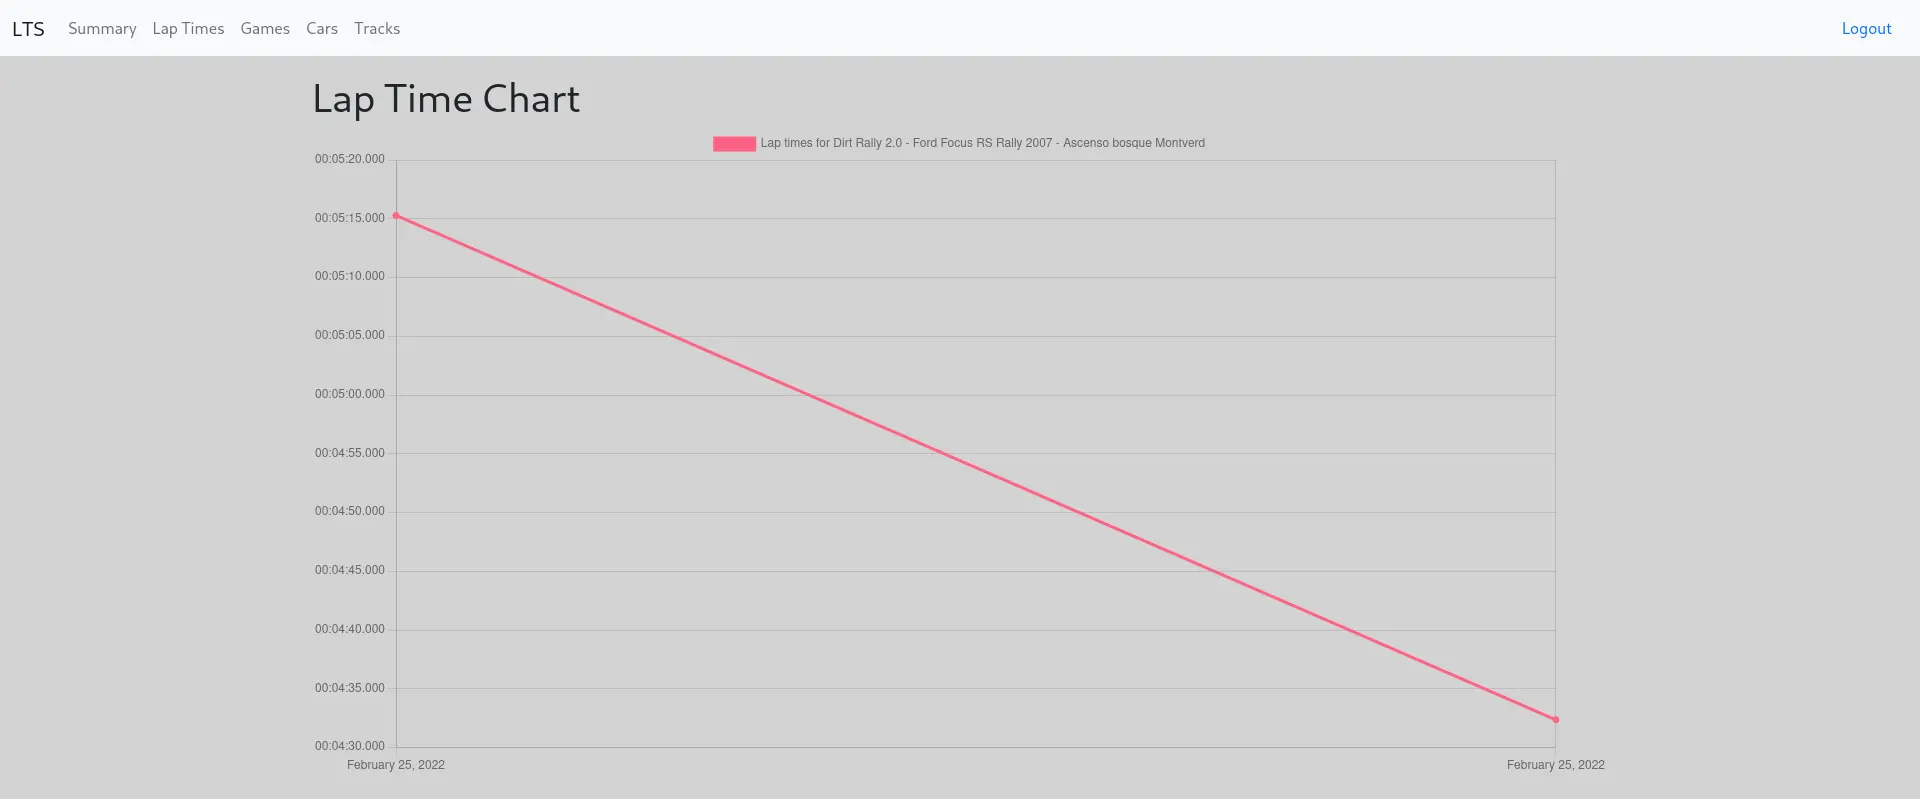 LTS Summary Lap Times Games Cars Tracks Logout
Lap Time Chart
Lap times for Dirt Rally 2.0 - Ford Focus RS Rally 2007 - Ascenso bosque Montverd
00:05:20.000
00:05:15.000
00:05:10.000
00:05:05.000
00:05:00.000
00:04:55.000
00:04:50.000
00:04:45.000
00:04:40.000
00:04:35.000
00:04:30.000
February 25, 2022 February 25, 2022